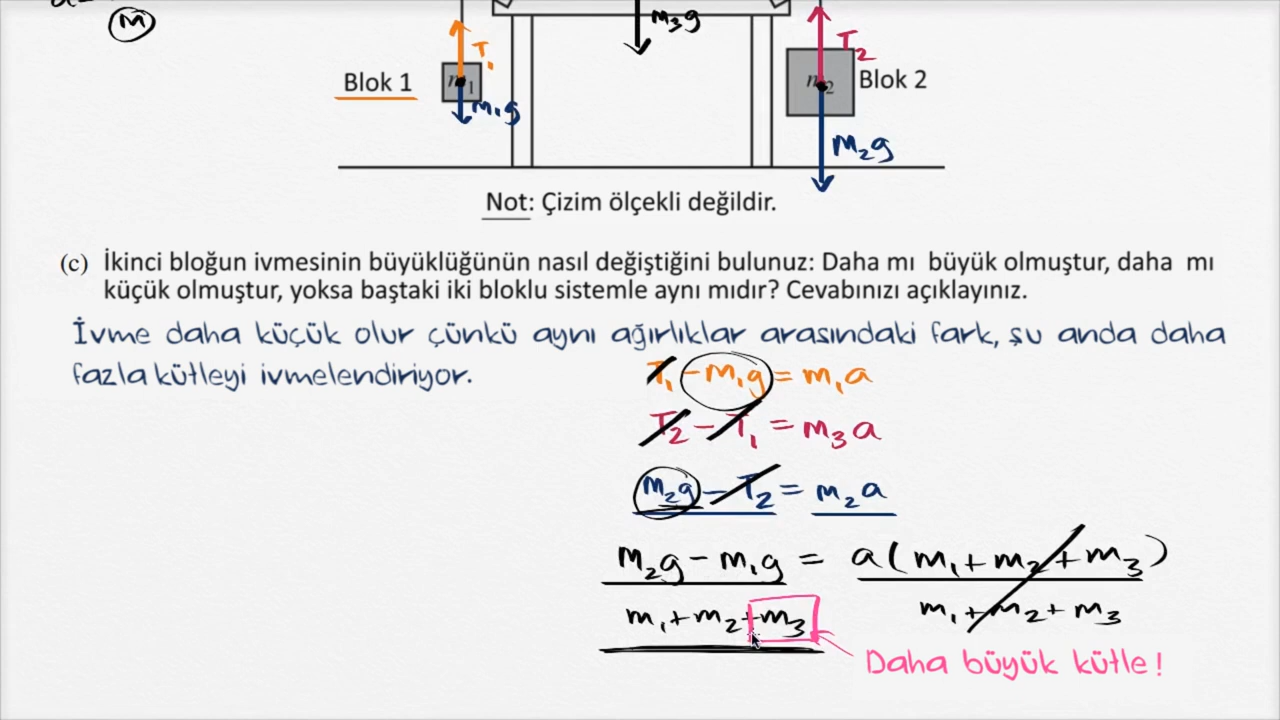 m
m₃g
T₁
T₂
Blok 1
m₁
m₂
Blok 2
m₁g
m₂g
Not: Çizim ölçekli değildir.
(c) İkinci bloğun ivmesinin büyüklüğünün nasıl değiştiğini bulunuz: Daha mı büyük olmuştur, daha mı
küçük olmuştur, yoksa baştaki iki bloklu sistemle aynı mıdır? Cevabınızı açıklayınız.
İvme daha küçük olur çünkü aynı ağırlıklar arasındaki fark, şu anda daha
fazla kütleyi ivmelendiriyor.
T₁ - m₁g = m₁a
T₂ - T₁ = m₃a
m₂g - T₂ = m₂a
m₂g - m₁g = a(m₁ + m₂ + m₃)
m₁ + m₂ + m₃ m₁ + m₂ + m₃
Daha büyük kütle!